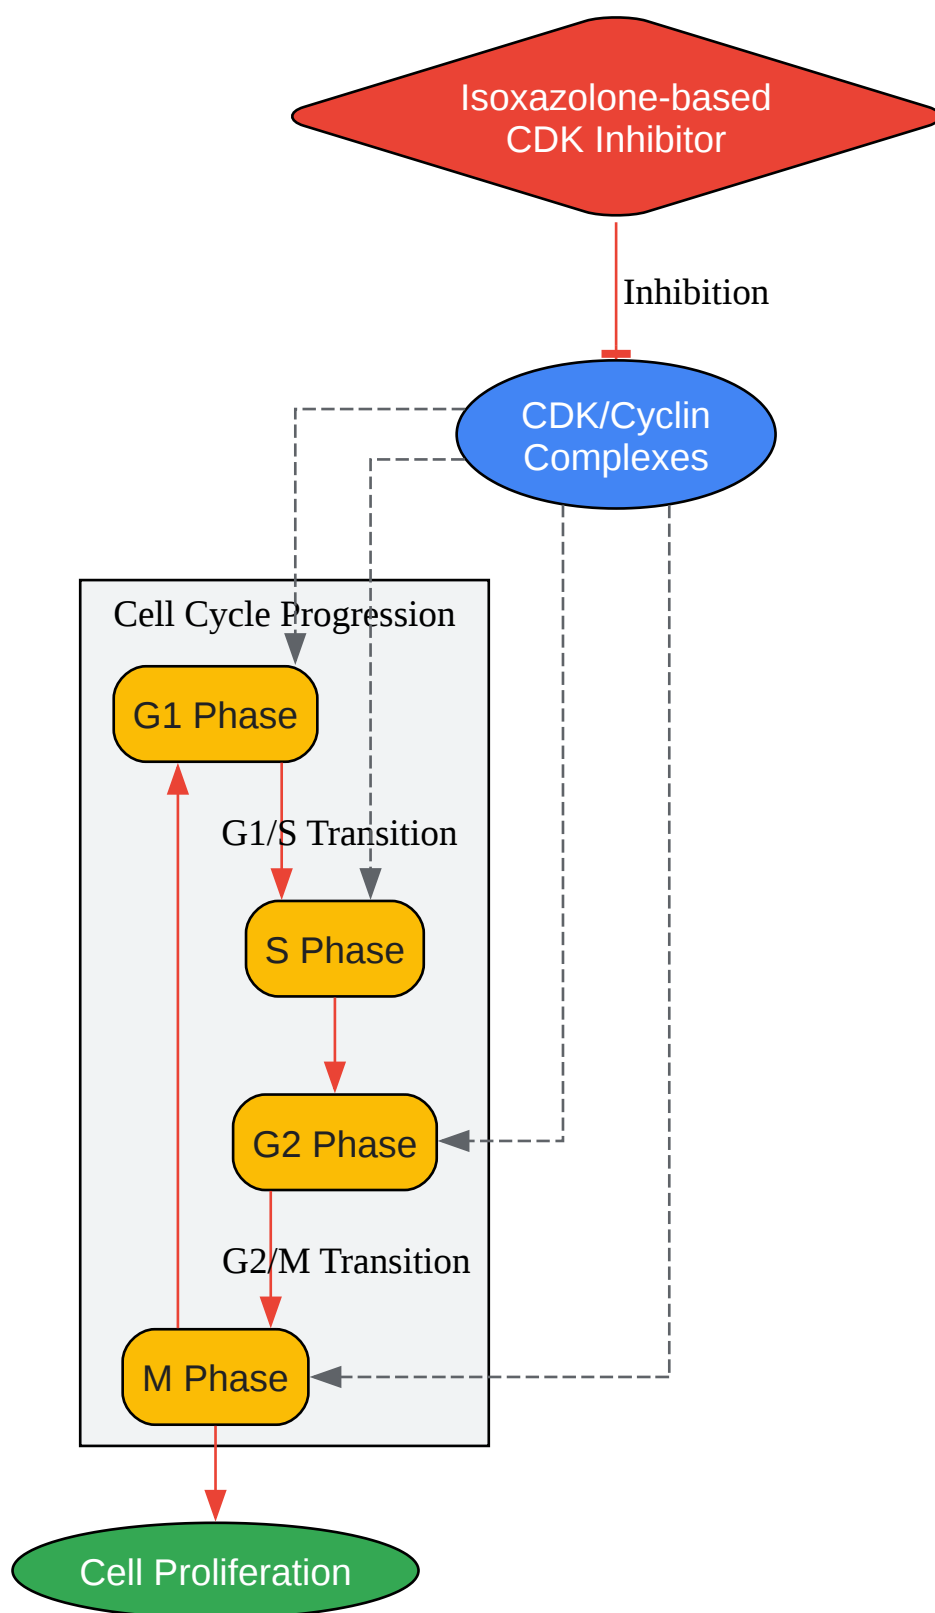 Isoxazolone-based
CDK Inhibitor
Inhibition
CDK/Cyclin
Complexes
Cell Cycle Progression
G1 Phase
G1/S Transition
S Phase
G2 Phase
G2/M Transition
M Phase
Cell Proliferation